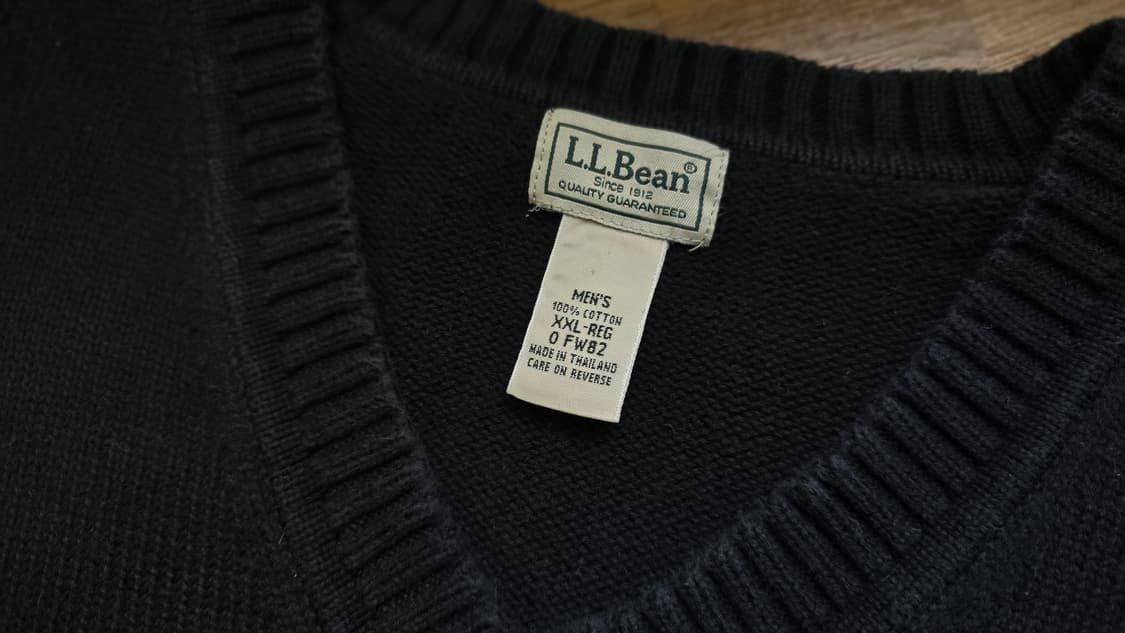 L.L.Bean®
Since 1912
QUALITY GUARANTEED
MEN'S
100% COTTON
XXL-REG
0 FW82
MADE IN THAILAND
CARE ON REVERSE